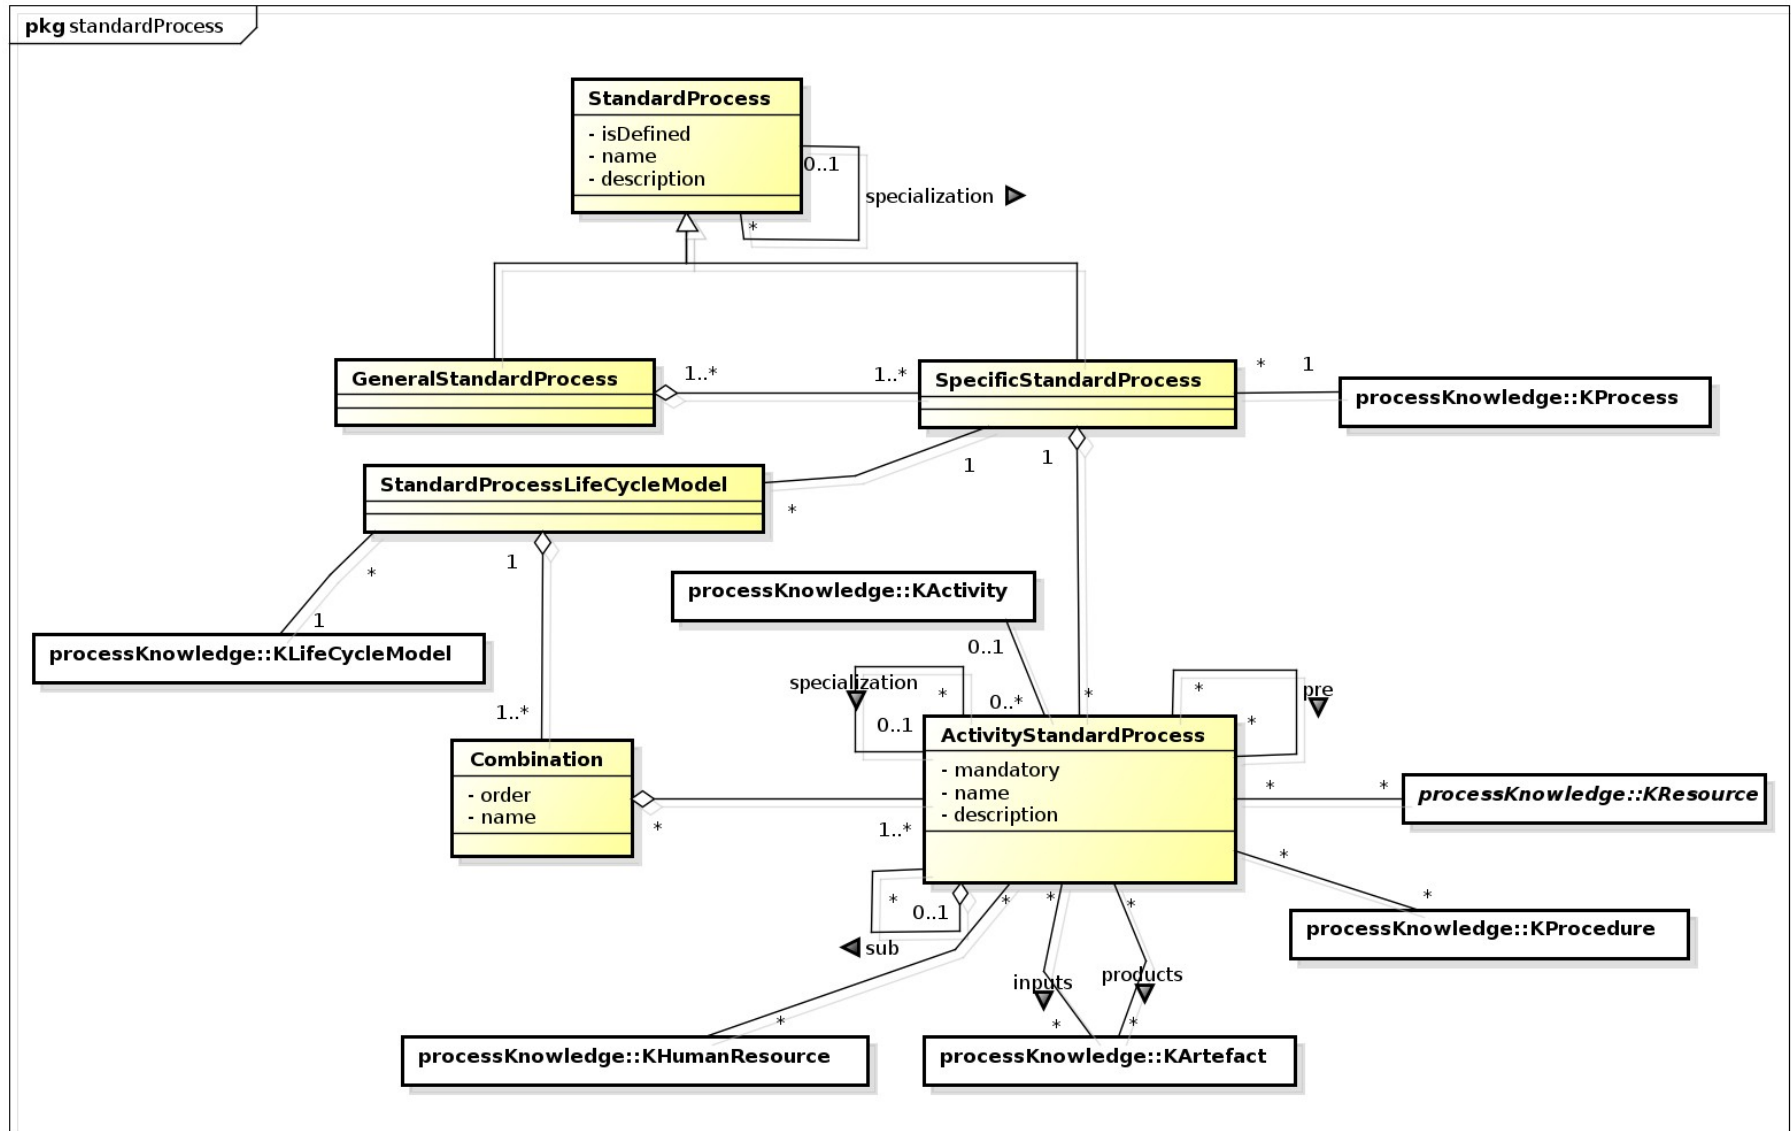 pkg standardProcess
StandardProcess
- isDefined
- name
- description
0..1
specialization
*
GeneralStandardProcess
1..*
1..*
SpecificStandardProcess
*
1
processKnowledge::KProcess
StandardProcessLifeCycleModel
1
1
*
1
*
processKnowledge::KActivity
1
processKnowledge::KLifeCycleModel
0..1
specialization
*
0..1
1..*
0..*
*
*
pre
*
Combination
- order
- name
ActivityStandardProcess
- mandatory
- name
- description
*
*
processKnowledge::KResource
*
1..*
*
*
processKnowledge::KProcedure
*
0..1
sub
*
*
*
inputs
products
*
*
*
processKnowledge::KHumanResource
processKnowledge::KArtefact